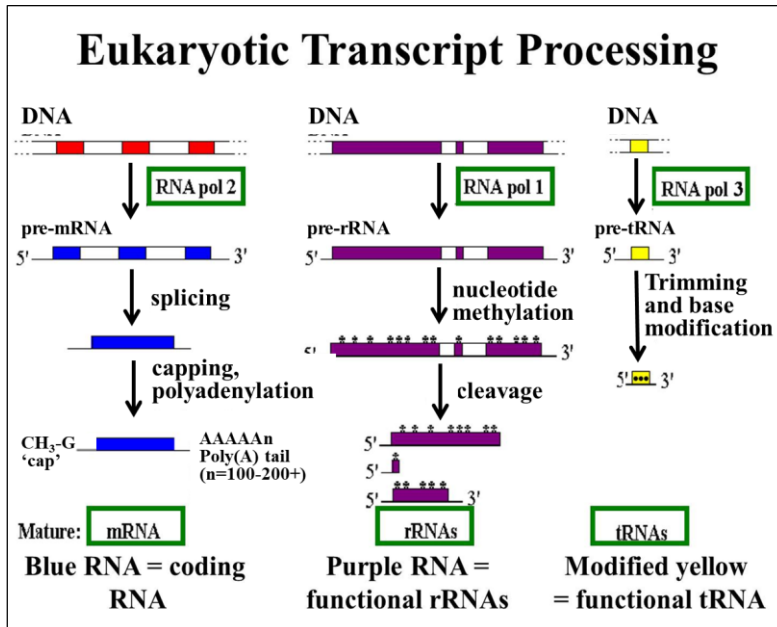 Eukaryotic Transcript Processing
DNA
RNA pol 2
pre-mRNA
5' 3'
splicing
capping,
polyadenylation
CH₃-G
'cap'
AAAAAn
Poly(A) tail
(n=100-200+)
Mature: mRNA
Blue RNA = coding
RNA
DNA
RNA pol 1
pre-rRNA
5' 3'
nucleotide
methylation
5' 3'
cleavage
5'
5'
5' 3'
rRNAs
Purple RNA =
functional rRNAs
DNA
RNA pol 3
pre-tRNA
5' 3'
Trimming
and base
modification
5' 3'
tRNAs
Modified yellow
= functional tRNA